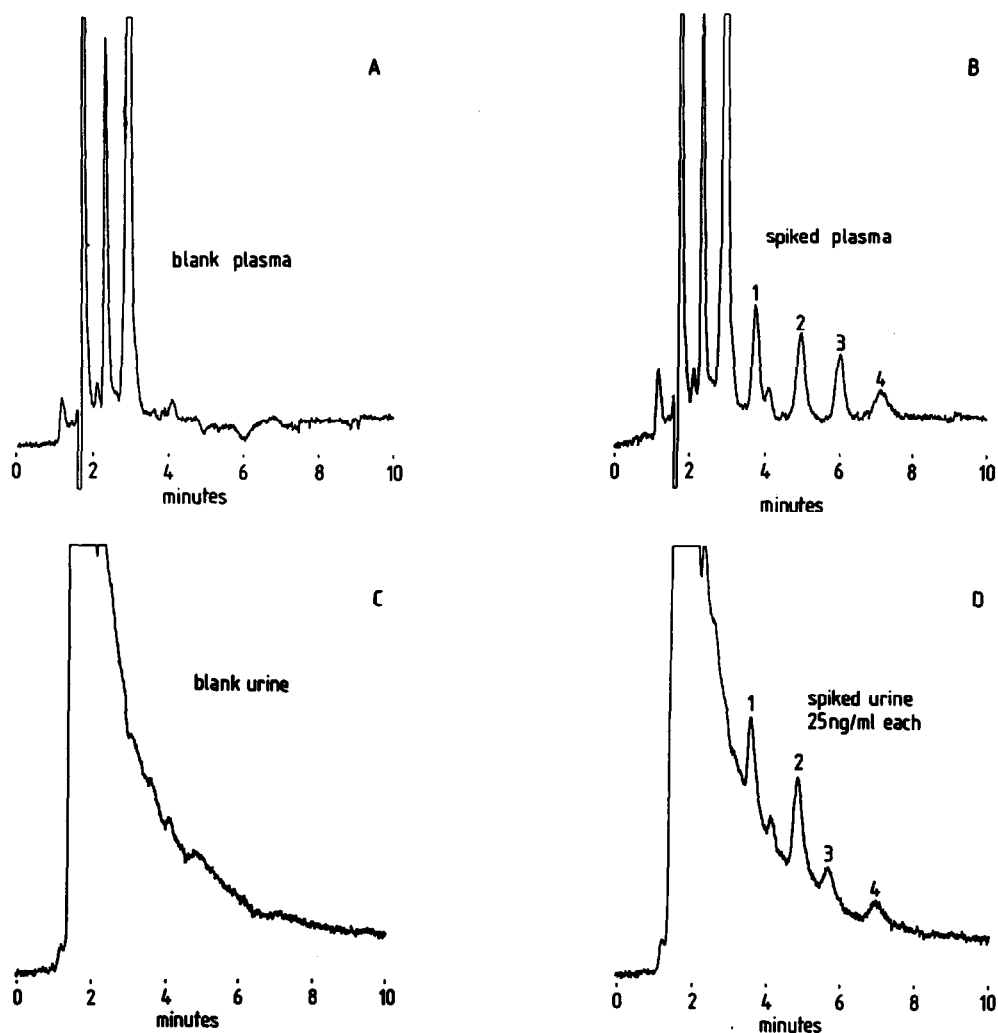 A
blank plasma
0 2 4 6 8 10
minutes
B
spiked plasma
1
2
3
4
0 2 4 6 8 10
minutes
C
blank urine
0 2 4 6 8 10
minutes
D
spiked urine
25ng/ml each
1
2
3
4
0 2 4 6 8 10
minutes